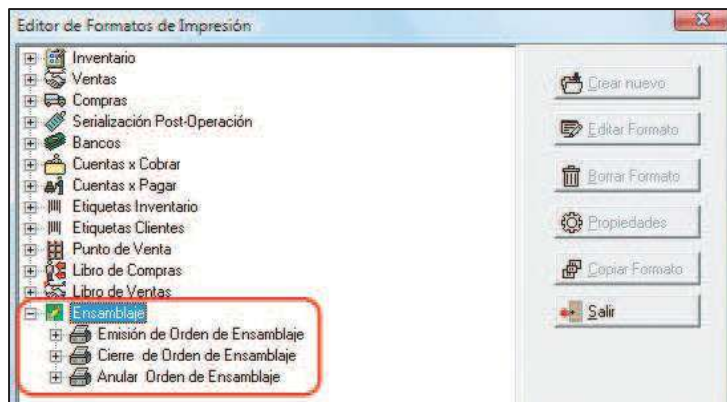 Editor de Formatos de Impresión
Inventario
Ventas
Compras
Serialización Post-Operación
Bancos
Cuentas x Cobrar
Cuentas x Pagar
Etiquetas Inventario
Etiquetas Clientes
Punto de Venta
Libro de Compras
Libro de Ventas
Ensamblaje
Emisión de Orden de Ensamblaje
Cierre de Orden de Ensamblaje
Anular Orden de Ensamblaje
Crear nuevo
Editar Formato
Borrar Formato
Propiedades
Copiar Formato
Salir